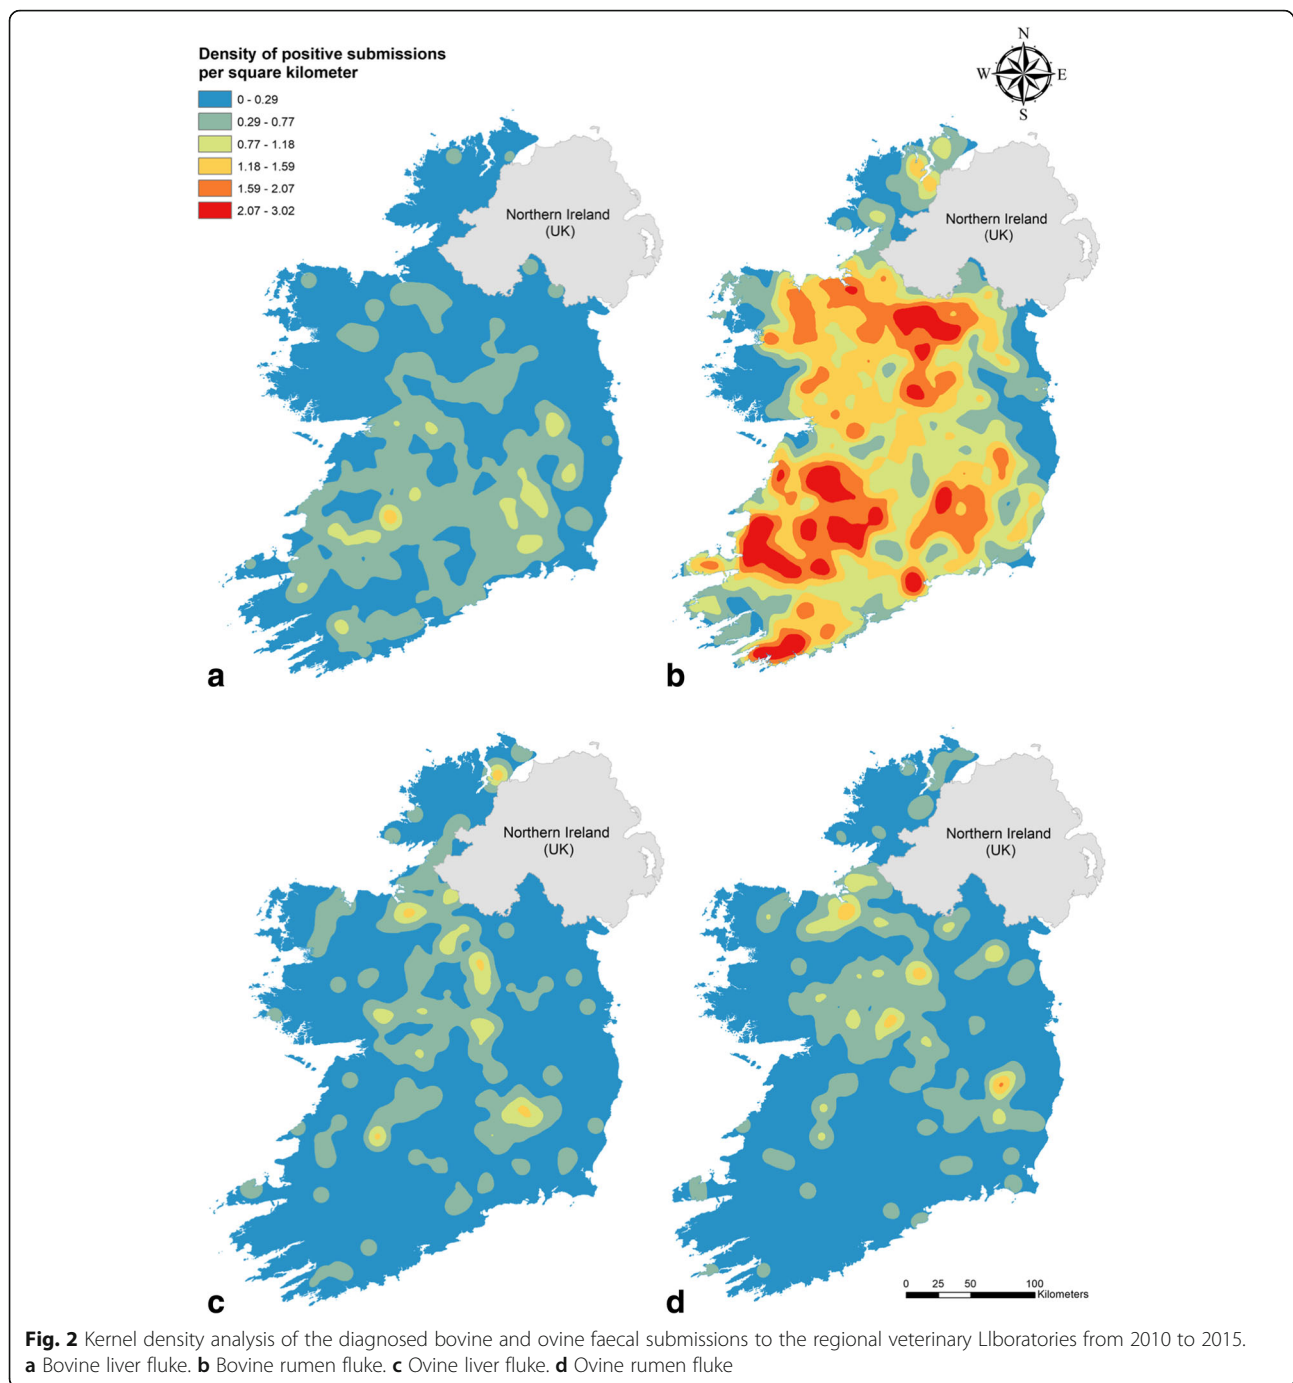 Density of positive submissions
per square kilometer
0 - 0.29
0.29 - 0.77
0.77 - 1.18
1.18 - 1.59
1.59 - 2.07
2.07 - 3.02
N
W E
S
Northern Ireland
(UK)
Northern Ireland
(UK)
a
b
Northern Ireland
(UK)
Northern Ireland
(UK)
c
d
0 25 50 100
Kilometers
Fig. 2 Kernel density analysis of the diagnosed bovine and ovine faecal submissions to the regional veterinary Llboratories from 2010 to 2015.
a Bovine liver fluke. b Bovine rumen fluke. c Ovine liver fluke. d Ovine rumen fluke